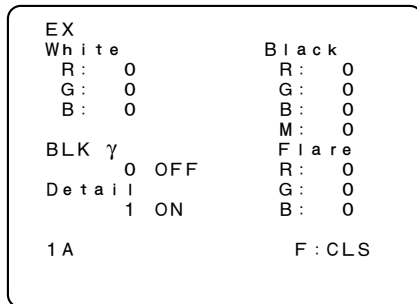 EX
White Black
R: 0 R: 0
G: 0 G: 0
B: 0 B: 0
M: 0
BLK γ Flare
0 OFF R: 0
Detail G: 0
1 ON B: 0
1A F:CLS